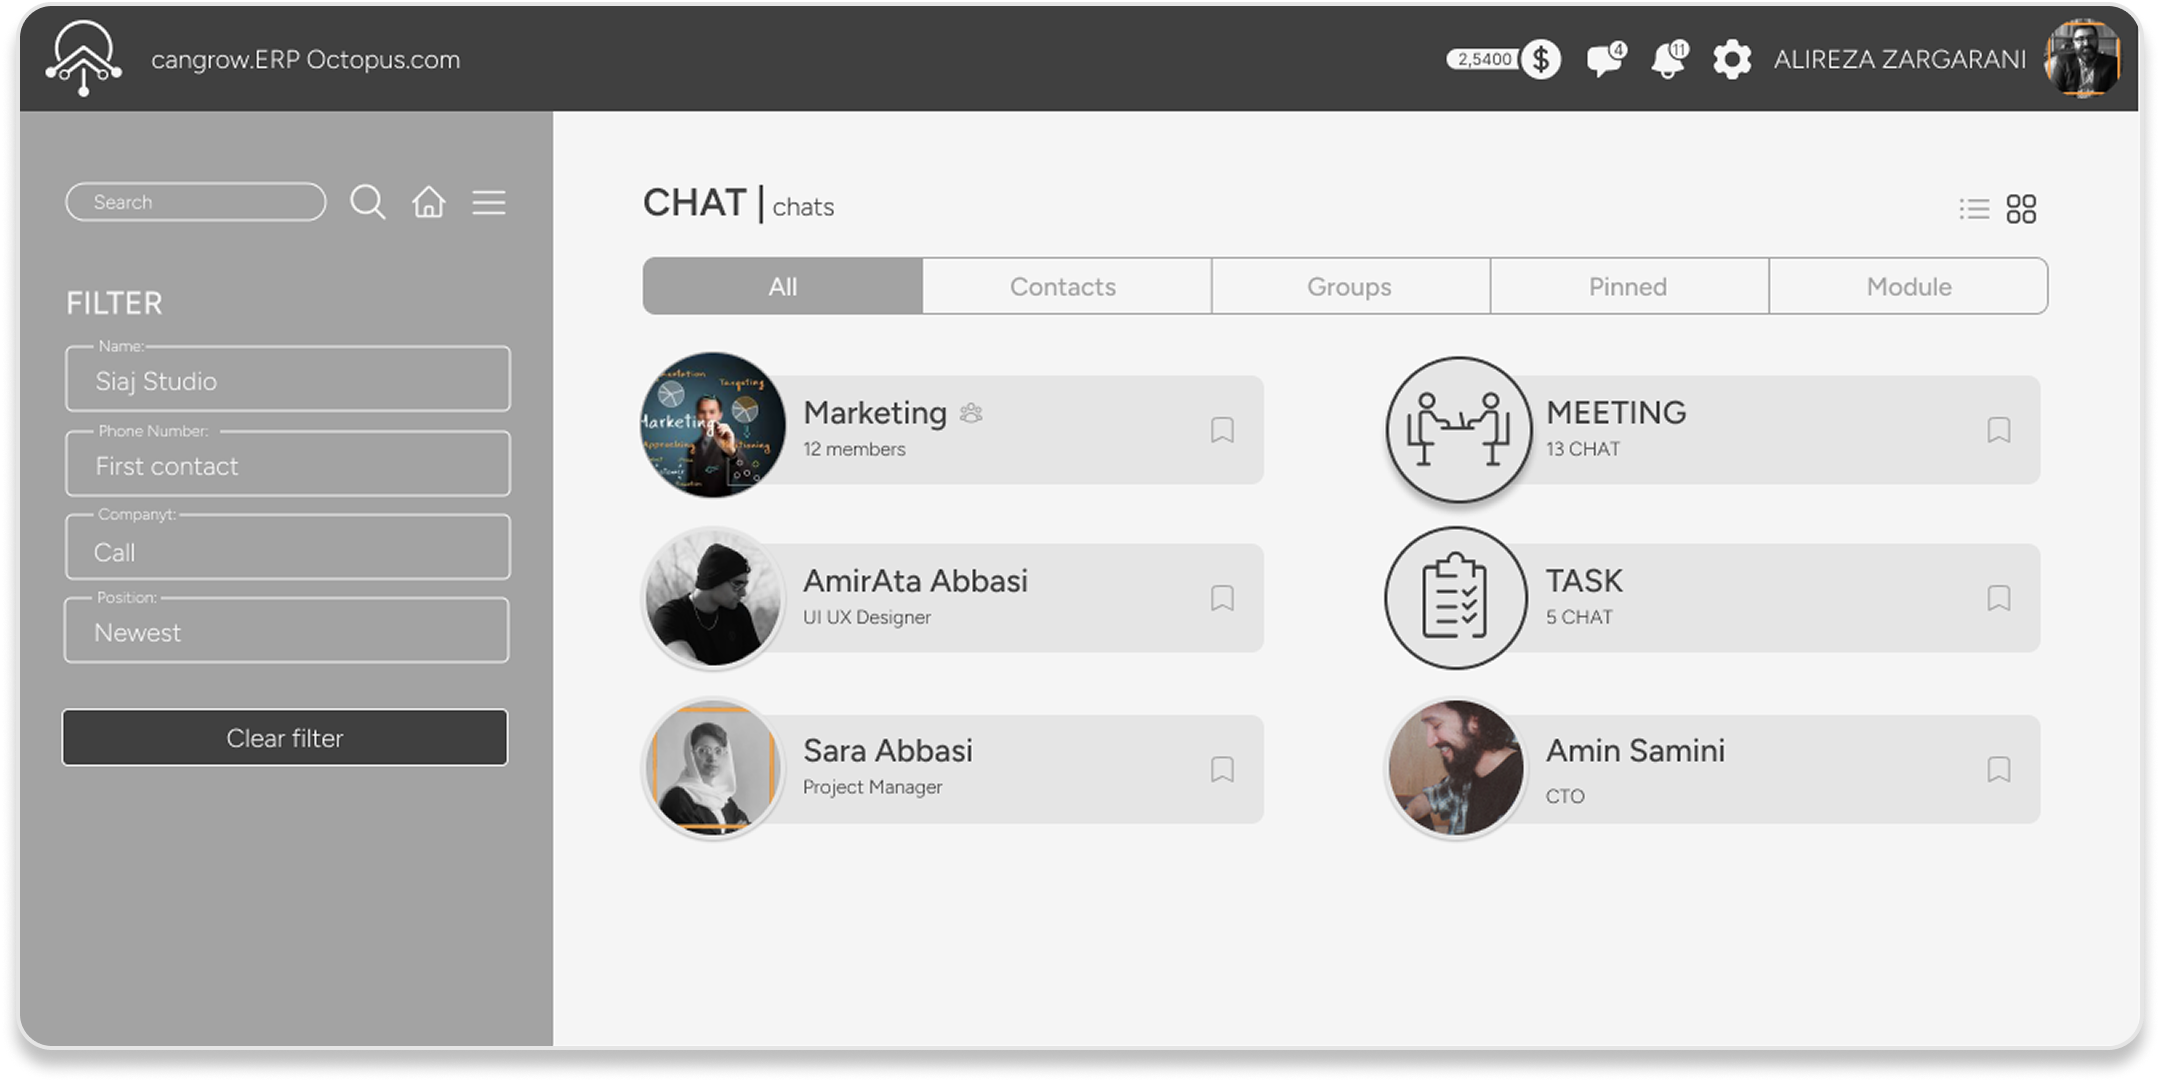 cangrow.ERP Octopus.com
2,5400
$
4
11
ALIREZA ZARGARANI
Search
FILTER
Name:
Siaj Studio
Phone Number:
First contact
Companyt:
Call
Position:
Newest
Clear filter
CHAT | chats
All
Contacts
Groups
Pinned
Module
Targeting
Marketing
12 members
MEETING
13 CHAT
AmirAta Abbasi
UI UX Designer
TASK
5 CHAT
Sara Abbasi
Project Manager
Amin Samini
CTO